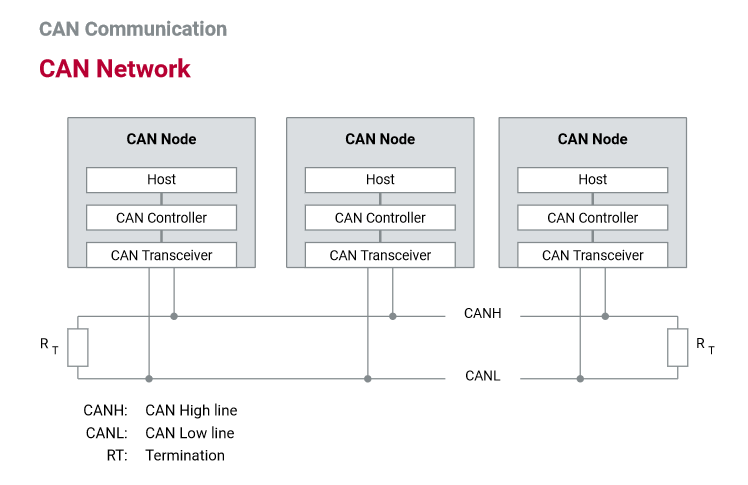 CAN Communication
CAN Network
CAN Node CAN Node CAN Node
Host Host Host
CAN Controller CAN Controller CAN Controller
CAN Transceiver CAN Transceiver CAN Transceiver
CANH
R T R T
CANL
CANH: CAN High line
CANL: CAN Low line
RT: Termination